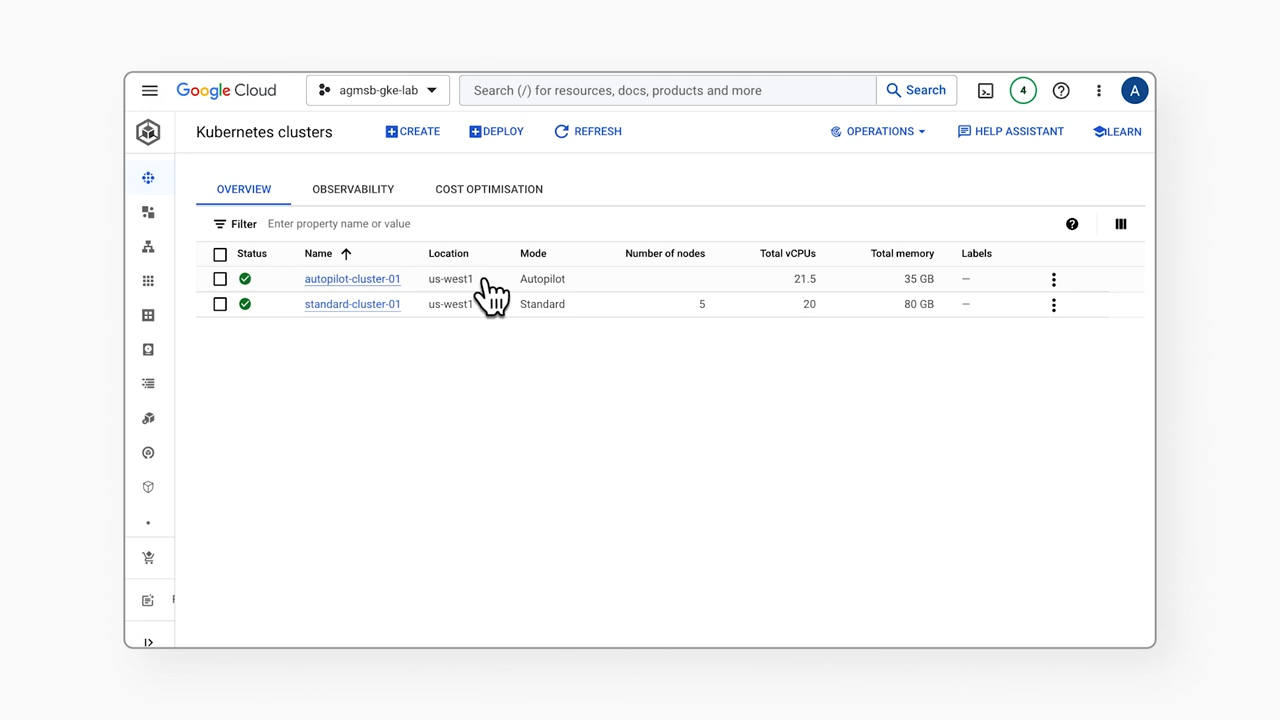 Google Cloud agmsb-gke-lab Search (/) for resources, docs, products and more Search 4 A
Kubernetes clusters CREATE DEPLOY REFRESH OPERATIONS HELP ASSISTANT LEARN
OVERVIEW OBSERVABILITY COST OPTIMISATION
Filter Enter property name or value
Status Name Location Mode Number of nodes Total vCPUs Total memory Labels
autopilot-cluster-01 us-west1 Autopilot 21.5 35 GB —
standard-cluster-01 us-west1 Standard 5 20 80 GB —